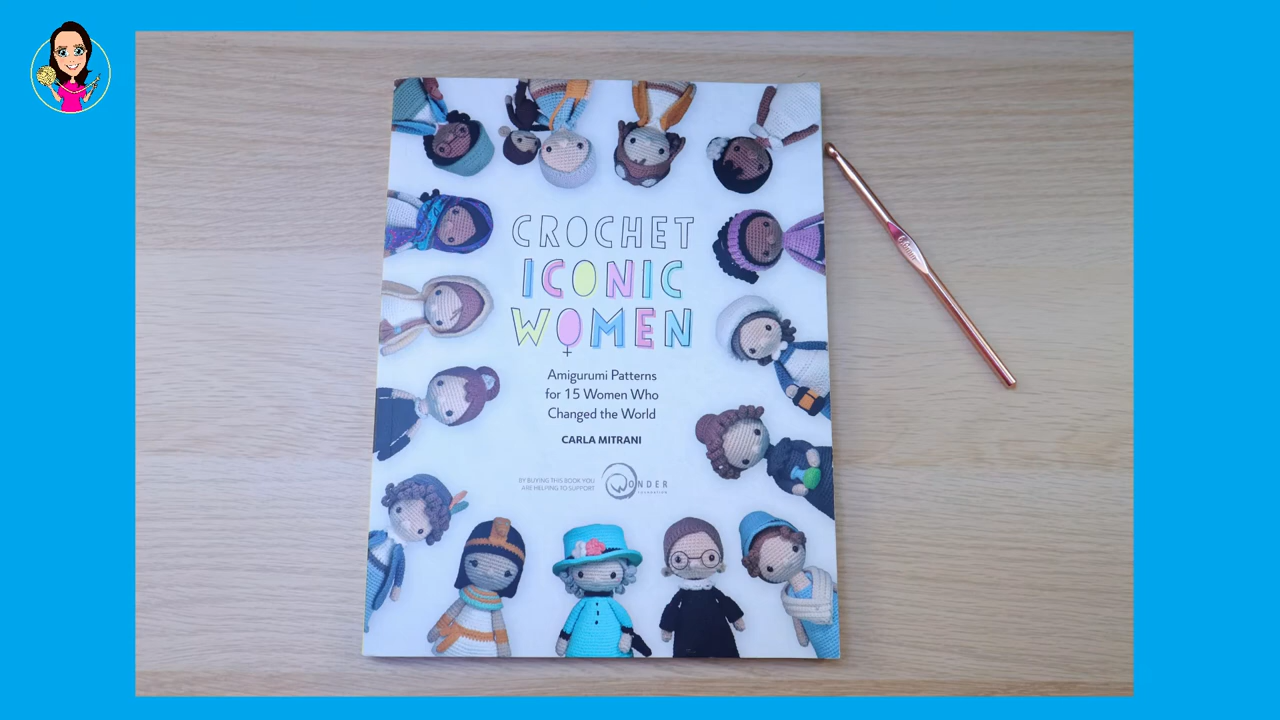 CROCHET
ICONIC
WOMEN
Amigurumi Patterns
for 15 Women Who
Changed the World
CARLA MITRANI
BY BUYING THIS BOOK YOU
ARE HELPING TO SUPPORT
WONDER
FOUNDATION